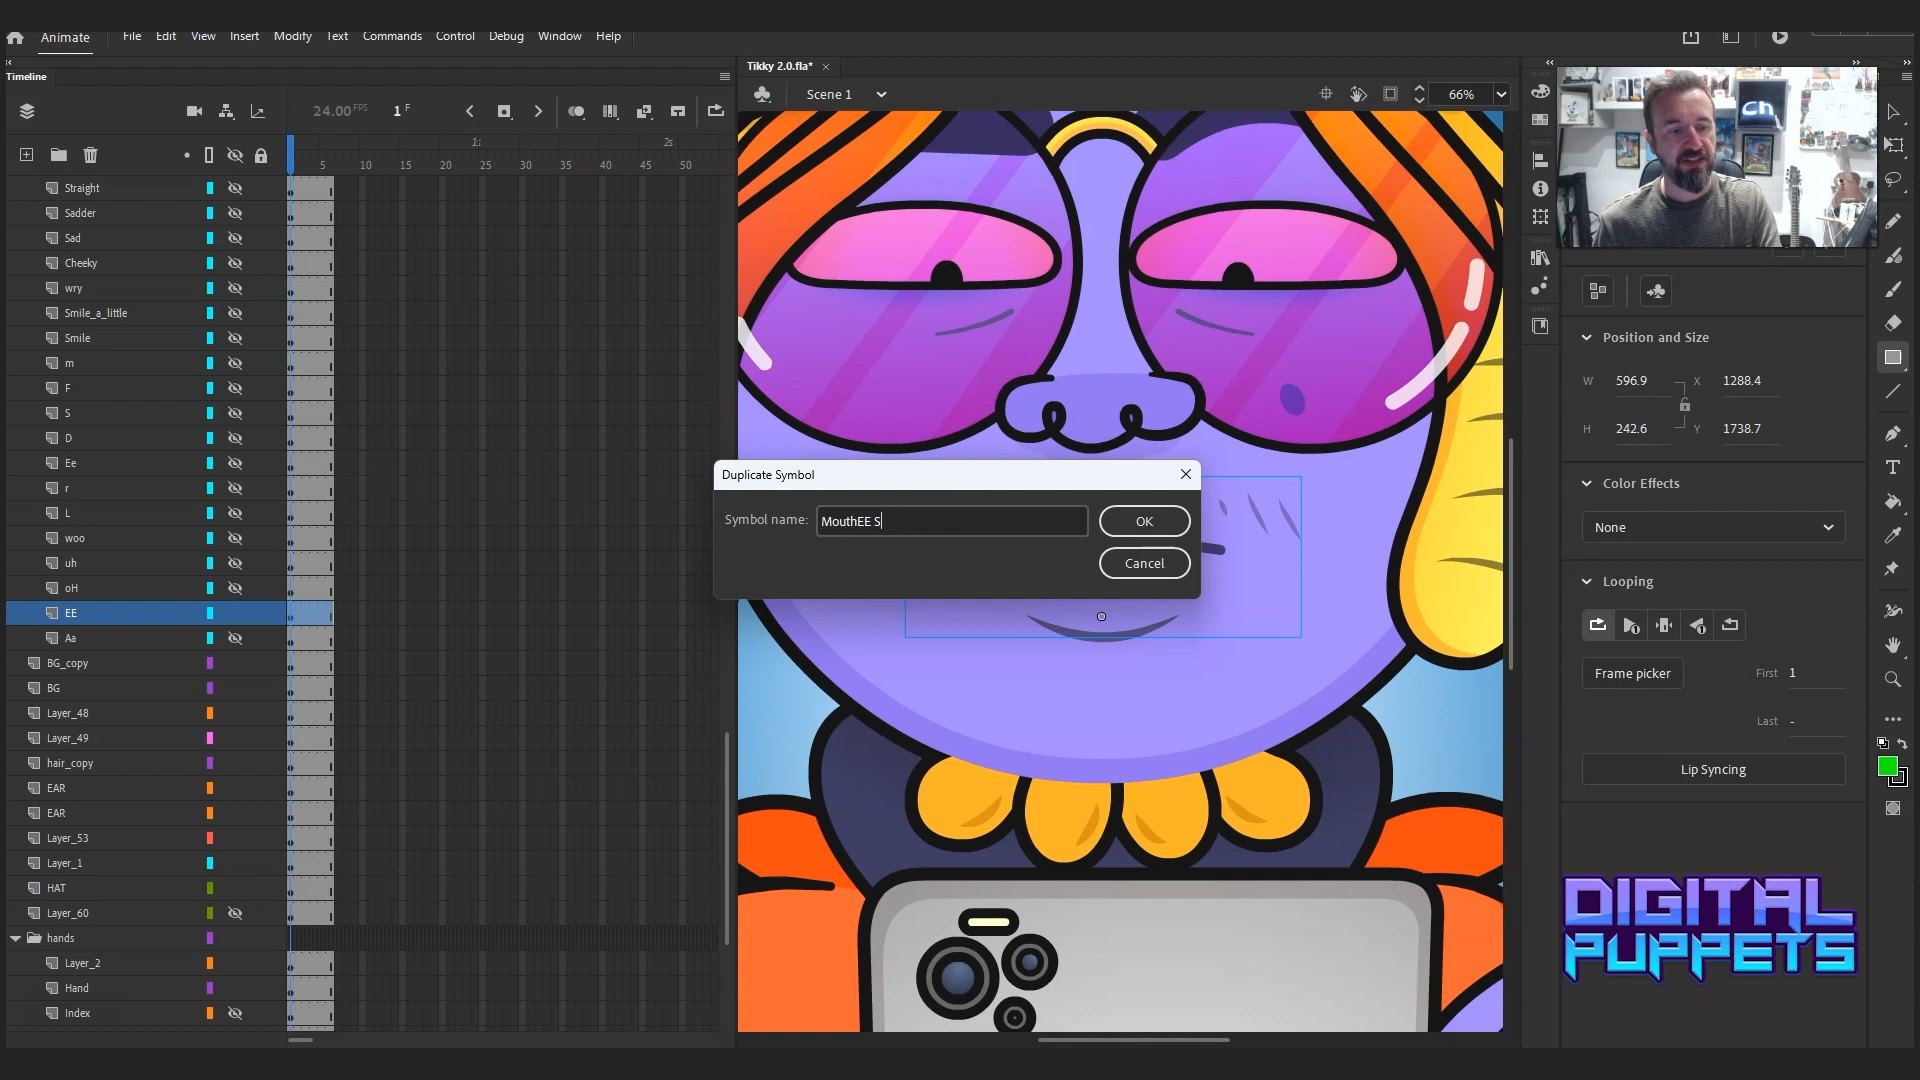 Animate File Edit View Insert Modify Text Commands Control Debug Window Help
Timeline
Tikky 2.0.fla* ×
24.00 FPS 1 F
Scene 1
66%
1s 2s
5 10 15 20 25 30 35 40 45 50
Straight
Sadder
Sad
Cheeky
wry
Smile_a_little
Smile
m
F
S
D
Ee
r
L
woo
uh
oH
EE
Aa
BG_copy
BG
Layer_48
Layer_49
hair_copy
EAR
EAR
Layer_53
Layer_1
HAT
Layer_60
hands
Layer_2
Hand
Index
Duplicate Symbol
Symbol name: MouthEE S
OK
Cancel
Ch
Position and Size
W 596.9 X 1288.4
H 242.6 Y 1738.7
Color Effects
None
Looping
Frame picker First 1
Last -
Lip Syncing
DIGITAL
PUPPETS